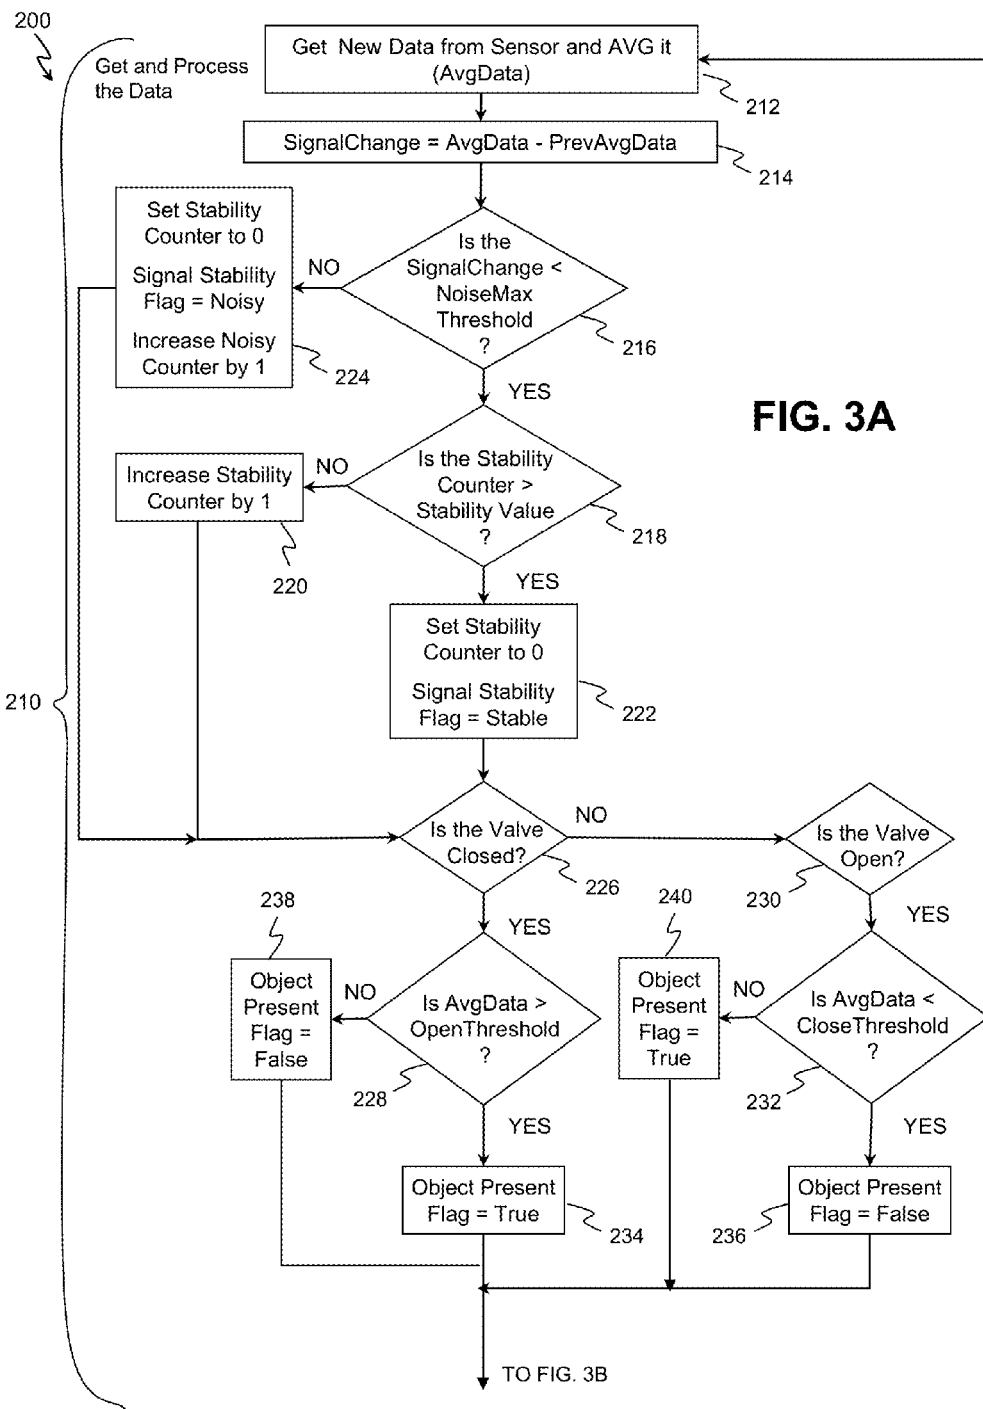 200
Get and Process
the Data
Get New Data from Sensor and AVG it
(AvgData)
212
SignalChange = AvgData - PrevAvgData
214
Set Stability
Counter to 0
Signal Stability
Flag = Noisy
Increase Noisy
Counter by 1
224
NO
Is the
SignalChange <
NoiseMax
Threshold
?
216
YES
FIG. 3A
Increase Stability
Counter by 1
220
NO
Is the Stability
Counter >
Stability Value
?
218
YES
Set Stability
Counter to 0
Signal Stability
Flag = Stable
222
210
Is the Valve
Closed?
226
NO
Is the Valve
Open?
230
YES
YES
238
Object
Present
Flag =
False
NO
Is AvgData >
OpenThreshold
?
228
YES
240
Object
Present
Flag =
True
NO
Is AvgData <
CloseThreshold
?
232
YES
Object Present
Flag = True
234
Object Present
Flag = False
236
TO FIG. 3B